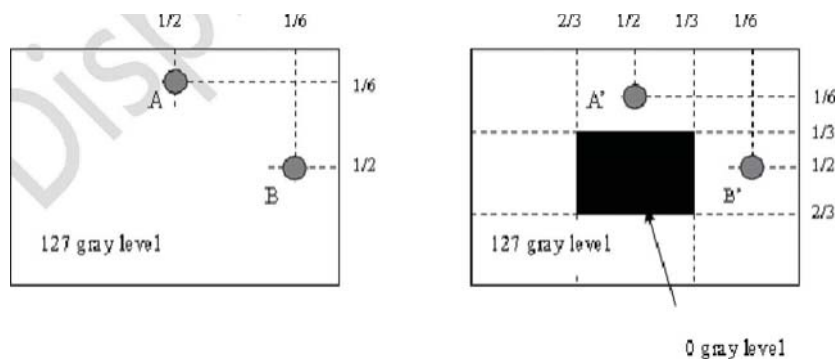 1/2 1/6 2/3 1/2 1/3 1/6
Disp
A 1/6 A' 1/6
1/3
B 1/2 B' 1/2
2/3
127 gray level 127 gray level
0 gray level